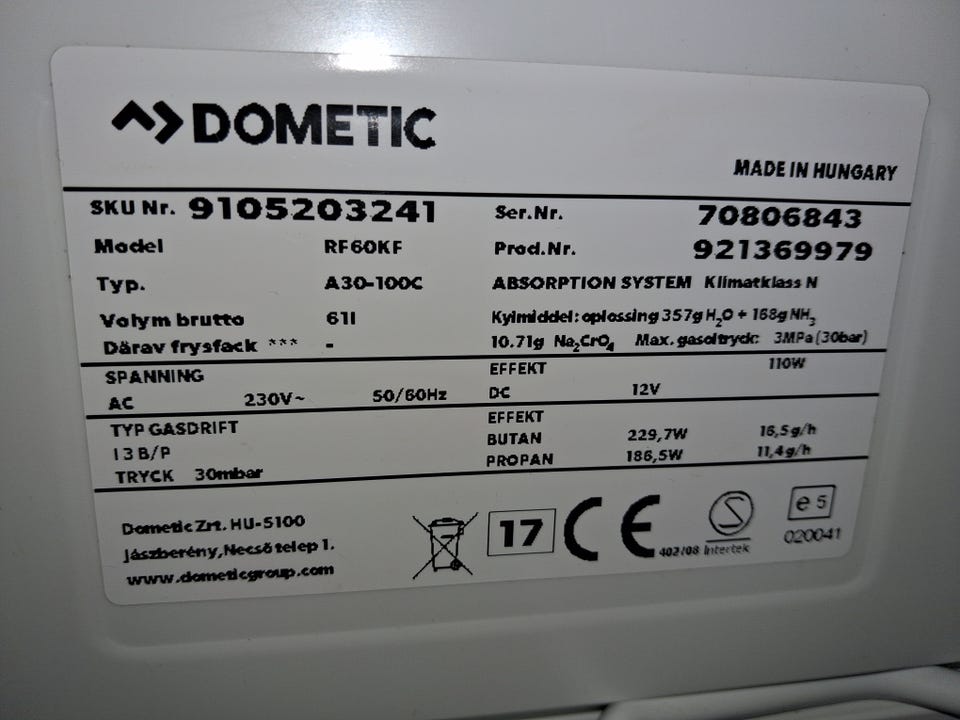 DOMETIC
MADE IN HUNGARY
SKU Nr. 9105203241 Ser.Nr. 70806843
Model RF60KF Prod.Nr. 921369979
Typ. A30-100C ABSORPTION SYSTEM Klimatklass N
Volym brutto 61l Kylmiddel: oplossing 357g H₂O + 168g NH₃
Därav frysfack *** - 10.71g Na₂CrO₄ Max. gasoltryck: 3MPa (30bar)
SPANNING EFFEKT 110W
AC 230V~ 50/60Hz DC 12V
TYP GASDRIFT EFFEKT
I 3 B/P BUTAN 229,7W 16,5g/h
TRYCK 30mbar PROPAN 186,5W 11,4g/h
Dometic Zrt. HU-5100
Jászberény, Necső telep 1.
www.dometicgroup.com
17 CE S
402/08 Intertek
e 5
020041